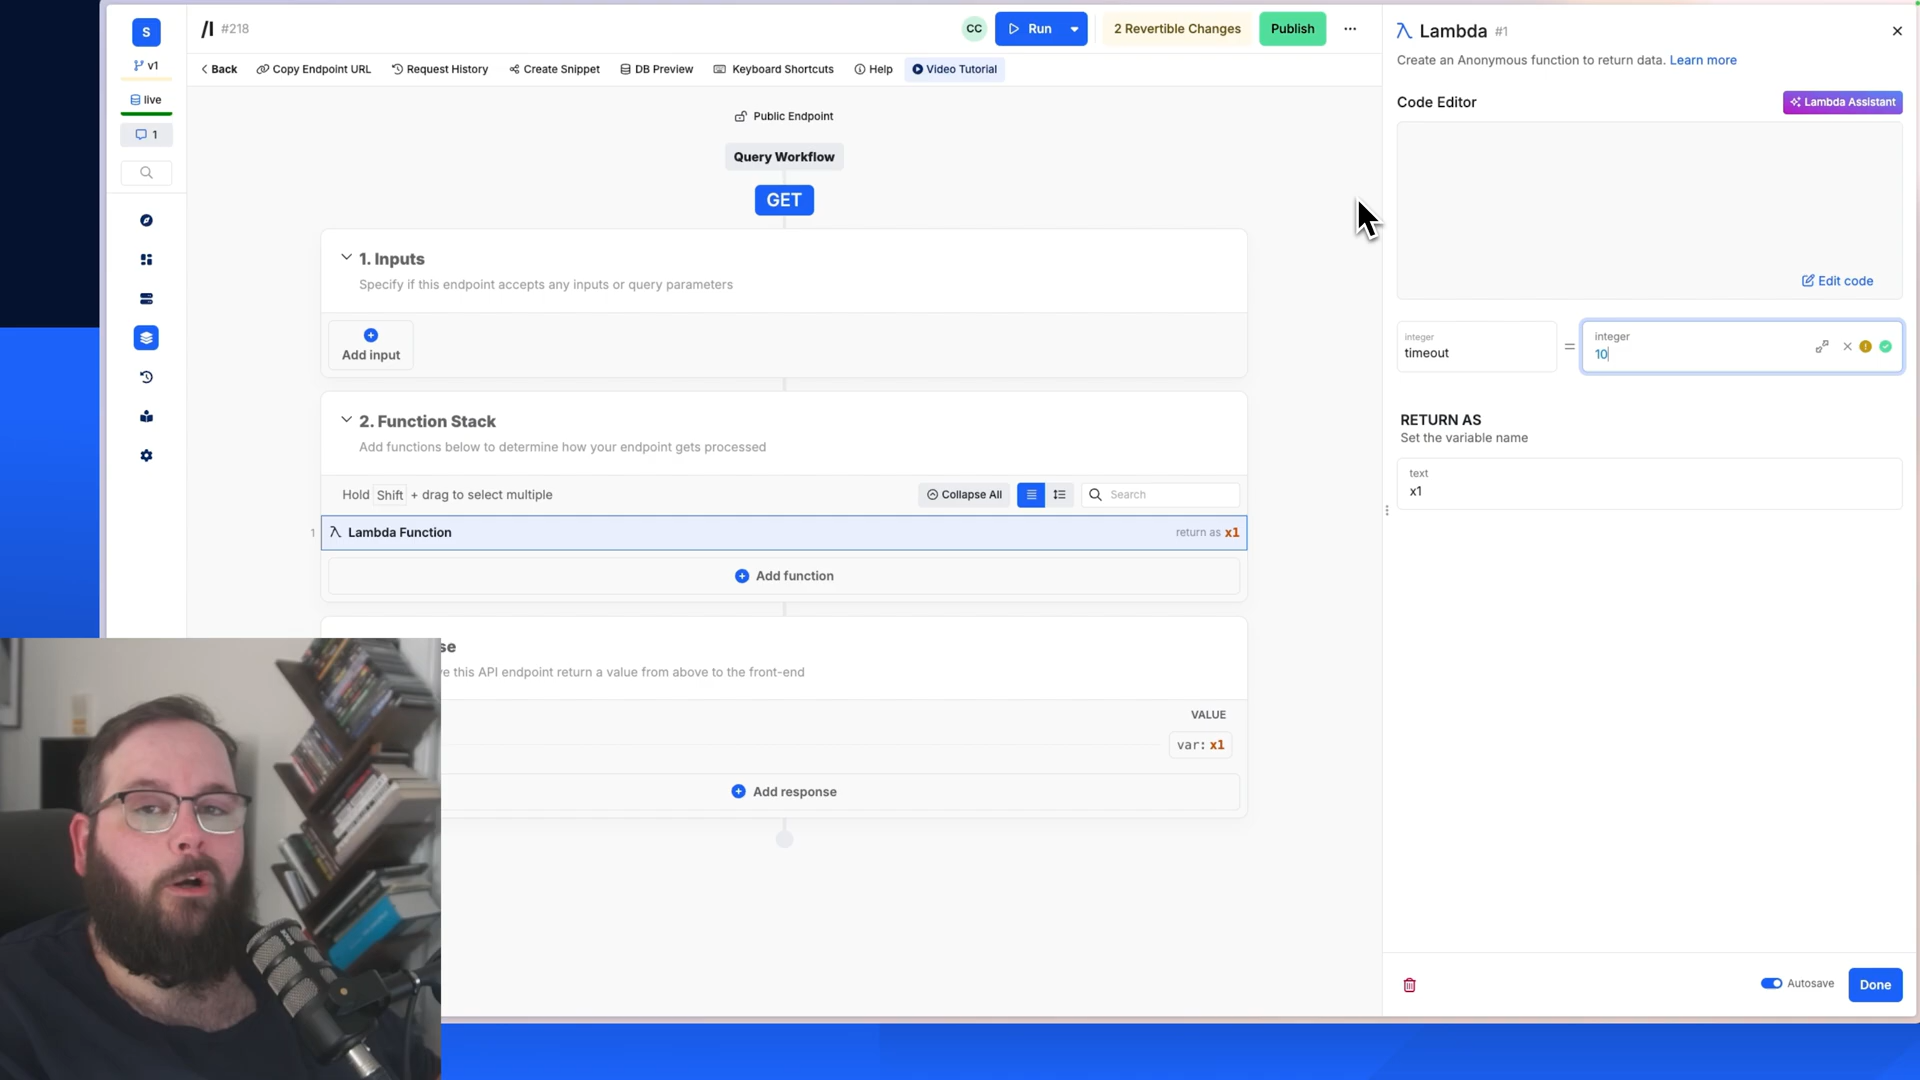 S
/l #218
CC
Run
2 Revertible Changes
Publish
v1
live
1
Back
Copy Endpoint URL
Request History
Create Snippet
DB Preview
Keyboard Shortcuts
Help
Video Tutorial
Public Endpoint
Query Workflow
GET
1. Inputs
Specify if this endpoint accepts any inputs or query parameters
Add input
2. Function Stack
Add functions below to determine how your endpoint gets processed
Hold Shift + drag to select multiple
Collapse All
Search
1 Lambda Function
return as x1
Add function
se
ve this API endpoint return a value from above to the front-end
VALUE
var: x1
Add response
Lambda #1
Create an Anonymous function to return data. Learn more
Code Editor
Lambda Assistant
Edit code
integer
timeout
=
integer
10
RETURN AS
Set the variable name
text
x1
Autosave
Done